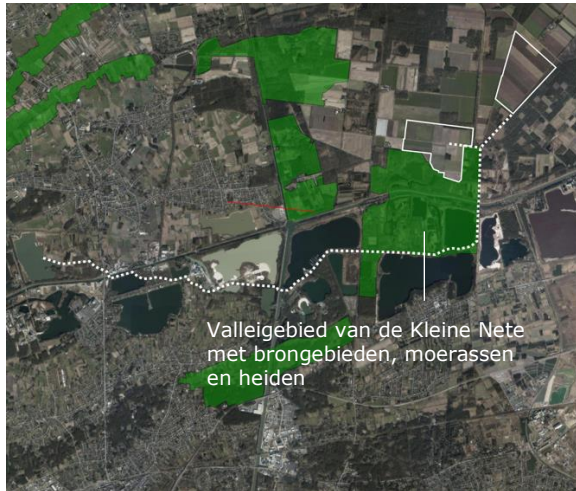 Valleigebied van de Kleine Nete
met brongebieden, moerassen
en heiden